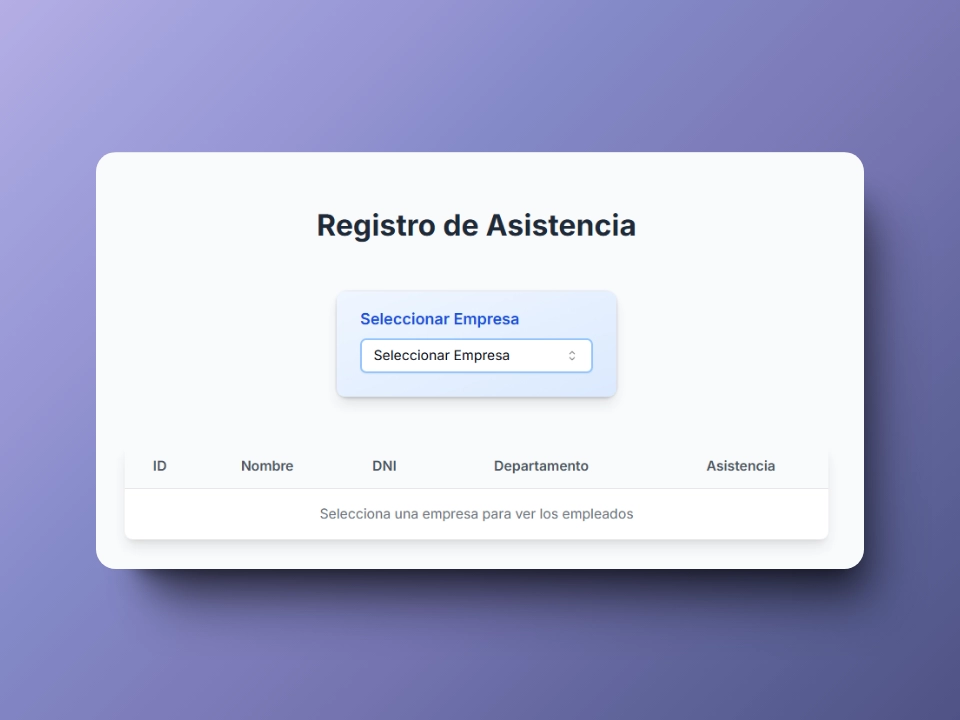 Registro de Asistencia
Seleccionar Empresa
Seleccionar Empresa
ID Nombre DNI Departamento Asistencia
Selecciona una empresa para ver los empleados